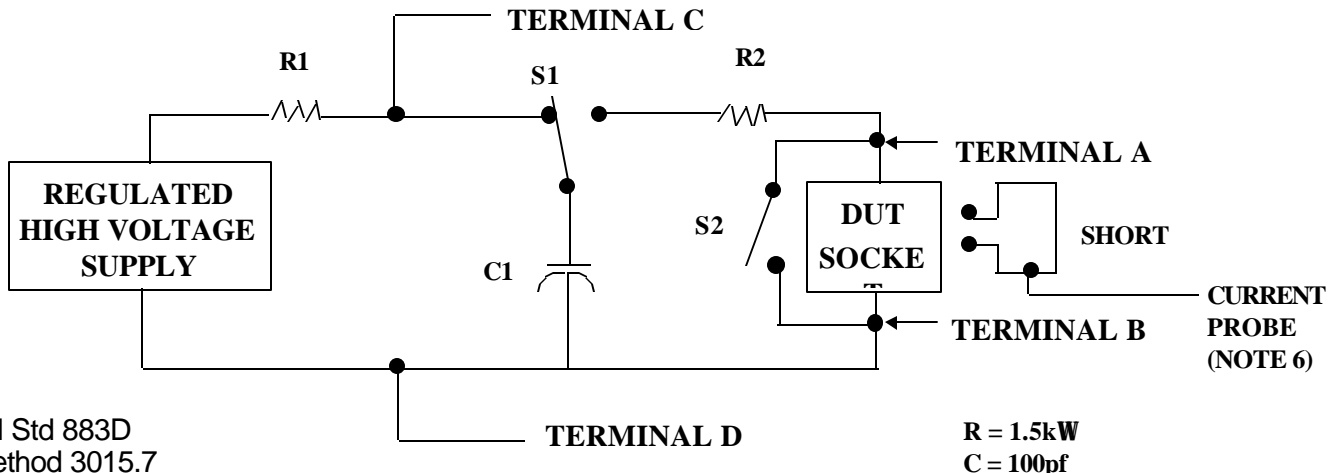 TERMINAL C
R1
S1
R2
TERMINAL A
REGULATED
HIGH VOLTAGE
SUPPLY
S2
DUT
SOCKE
SHORT
C1
CURRENT
PROBE
(NOTE 6)
TERMINAL B
l Std 883D
ethod 3015.7
TERMINAL D
R = 1.5kW
C = 100pf